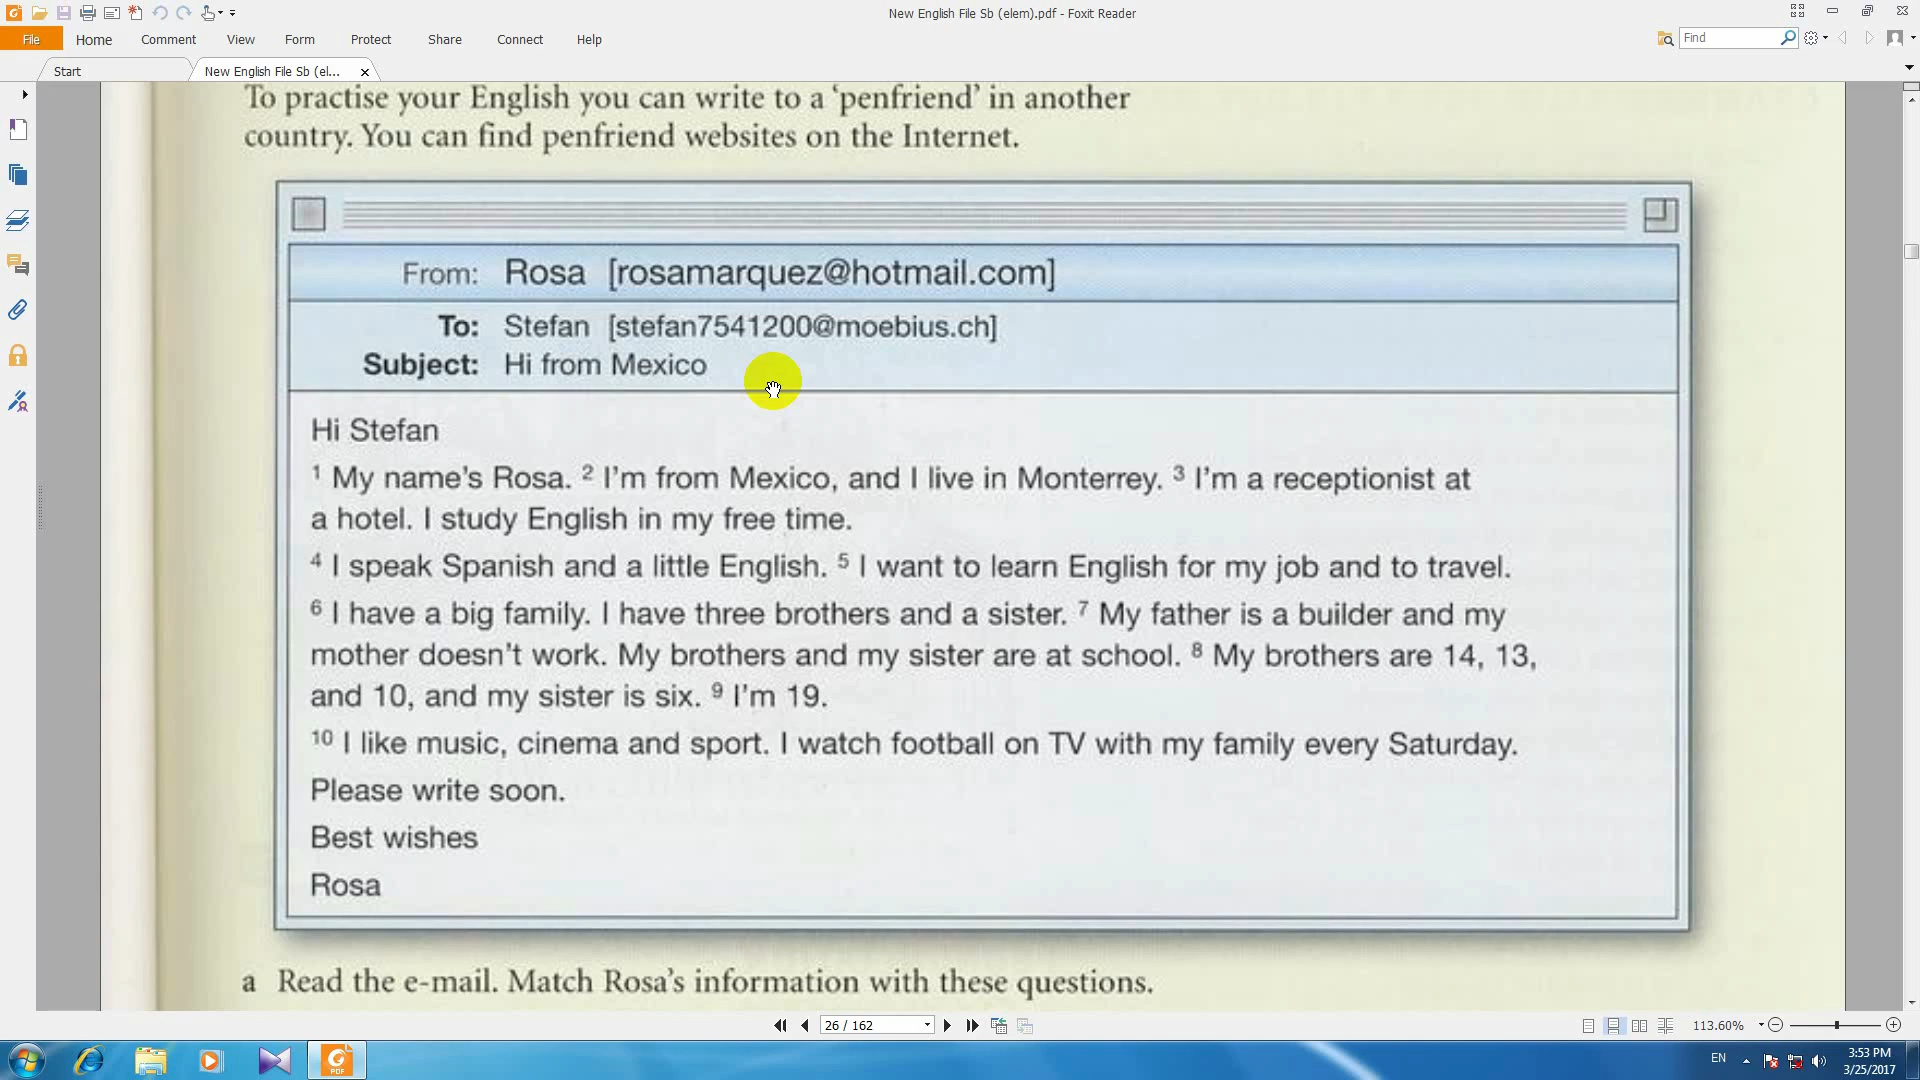 New English File Sb (elem).pdf - Foxit Reader
File Home Comment View Form Protect Share Connect Help
Find
Start
New English File Sb (el...
To practise your English you can write to a ‘penfriend’ in another
country. You can find penfriend websites on the Internet.
From: Rosa [rosamarquez@hotmail.com]
To: Stefan [stefan7541200@moebius.ch]
Subject: Hi from Mexico
Hi Stefan
1 My name’s Rosa. 2 I’m from Mexico, and I live in Monterrey. 3 I’m a receptionist at
a hotel. I study English in my free time.
4 I speak Spanish and a little English. 5 I want to learn English for my job and to travel.
6 I have a big family. I have three brothers and a sister. 7 My father is a builder and my
mother doesn’t work. My brothers and my sister are at school. 8 My brothers are 14, 13,
and 10, and my sister is six. 9 I’m 19.
10 I like music, cinema and sport. I watch football on TV with my family every Saturday.
Please write soon.
Best wishes
Rosa
a Read the e-mail. Match Rosa’s information with these questions.
26 / 162
113.60%
PDF
EN
3:53 PM
3/25/2017